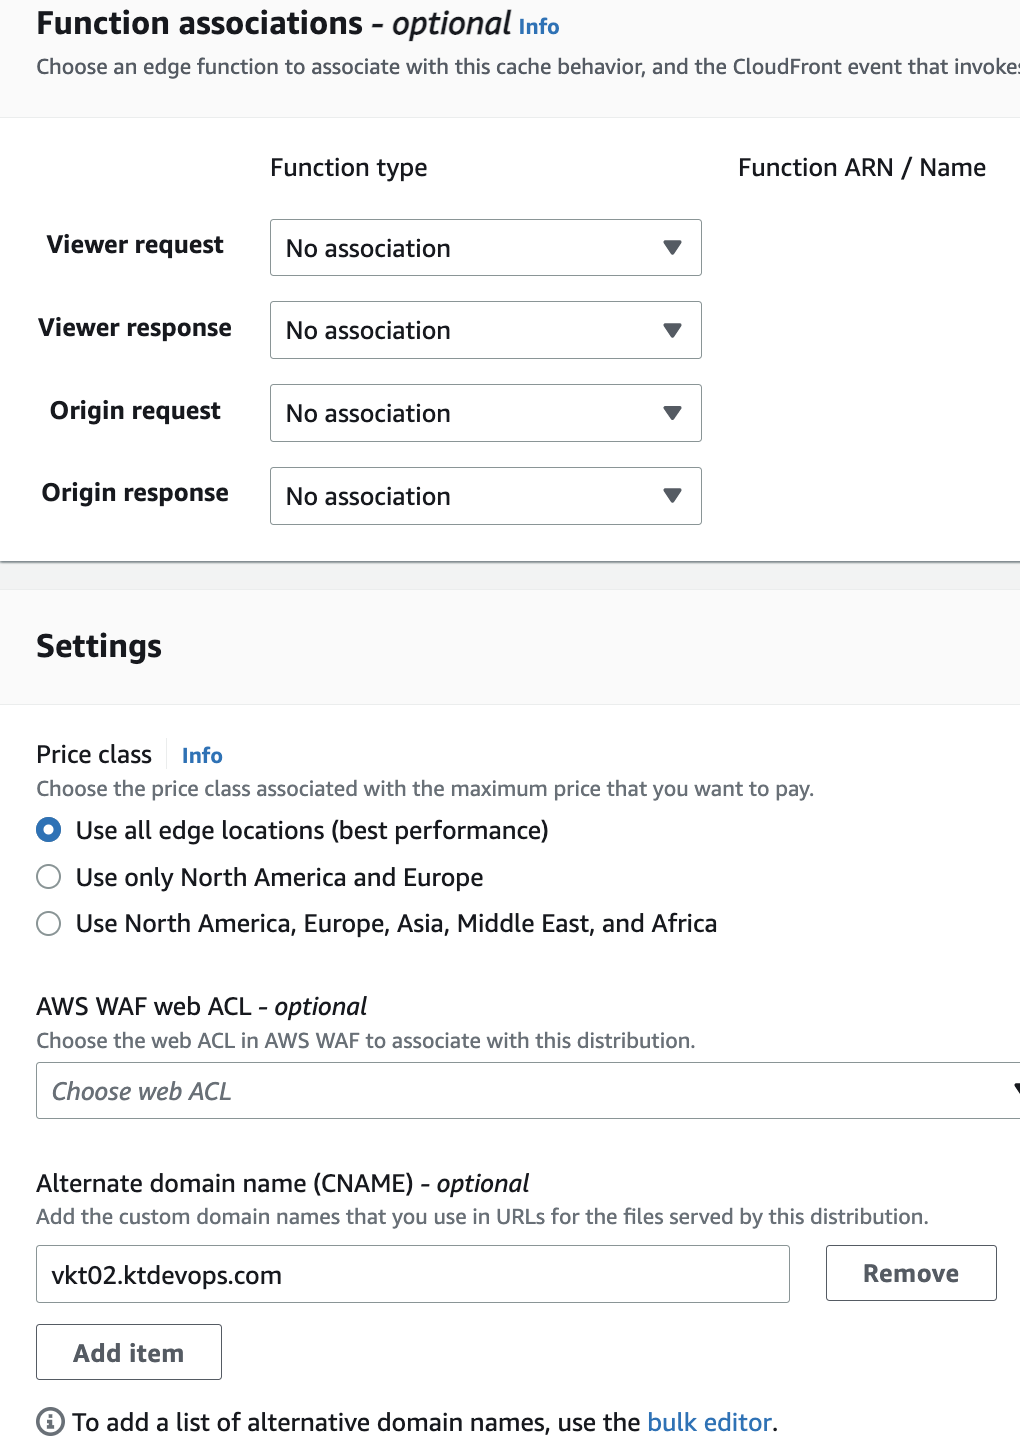 Function associations - optional Info
Choose an edge function to associate with this cache behavior, and the CloudFront event that invokes
Function type Function ARN / Name
Viewer request No association
Viewer response No association
Origin request No association
Origin response No association
Settings
Price class Info
Choose the price class associated with the maximum price that you want to pay.
Use all edge locations (best performance)
Use only North America and Europe
Use North America, Europe, Asia, Middle East, and Africa
AWS WAF web ACL - optional
Choose the web ACL in AWS WAF to associate with this distribution.
Choose web ACL
Alternate domain name (CNAME) - optional
Add the custom domain names that you use in URLs for the files served by this distribution.
vkt02.ktdevops.com Remove
Add item
To add a list of alternative domain names, use the bulk editor.